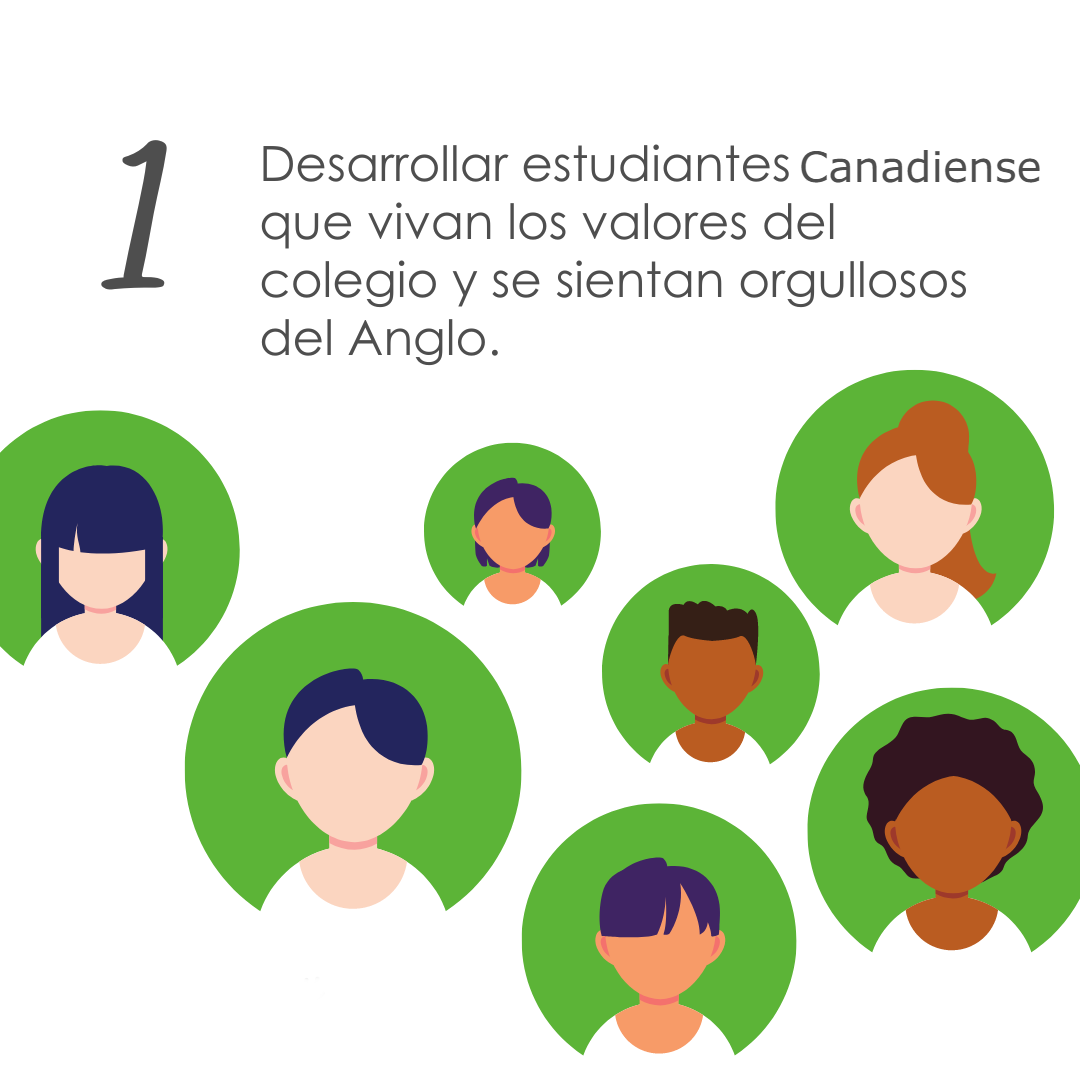 1
Desarrollar estudiantes Canadiense
que vivan los valores del
colegio y se sientan orgullosos
del Anglo.